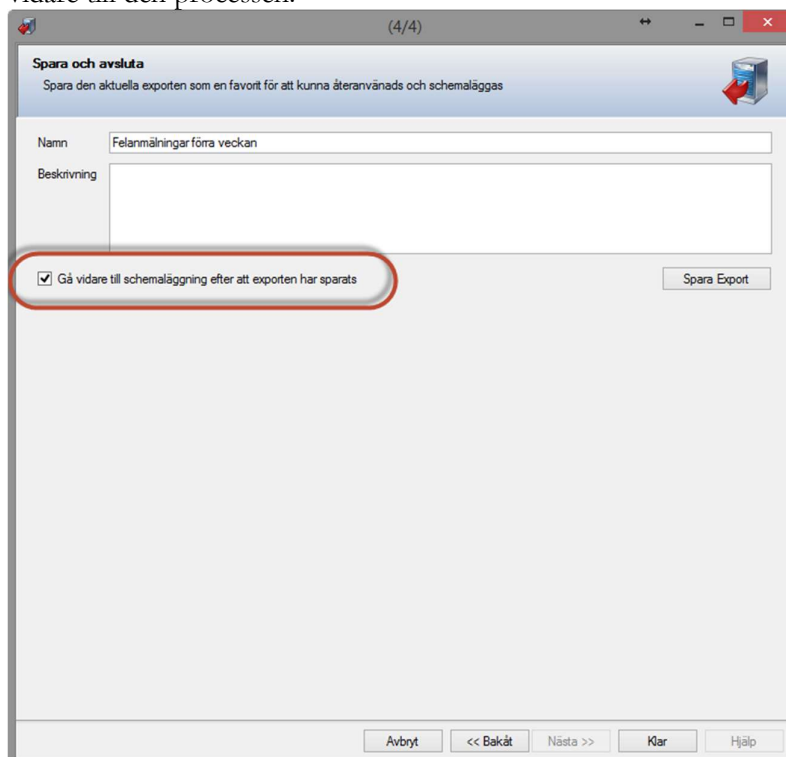 vidare till den processen.
(4/4)
Spara och avsluta
Spara den aktuella exporten som en favorit för att kunna återanvänads och schemaläggas
Namn
Felanmälningar förra veckan
Beskrivning
Gå vidare till schemaläggning efter att exporten har sparats
Spara Export
Avbryt
<< Bakåt
Nästa >>
Klar
Hjälp